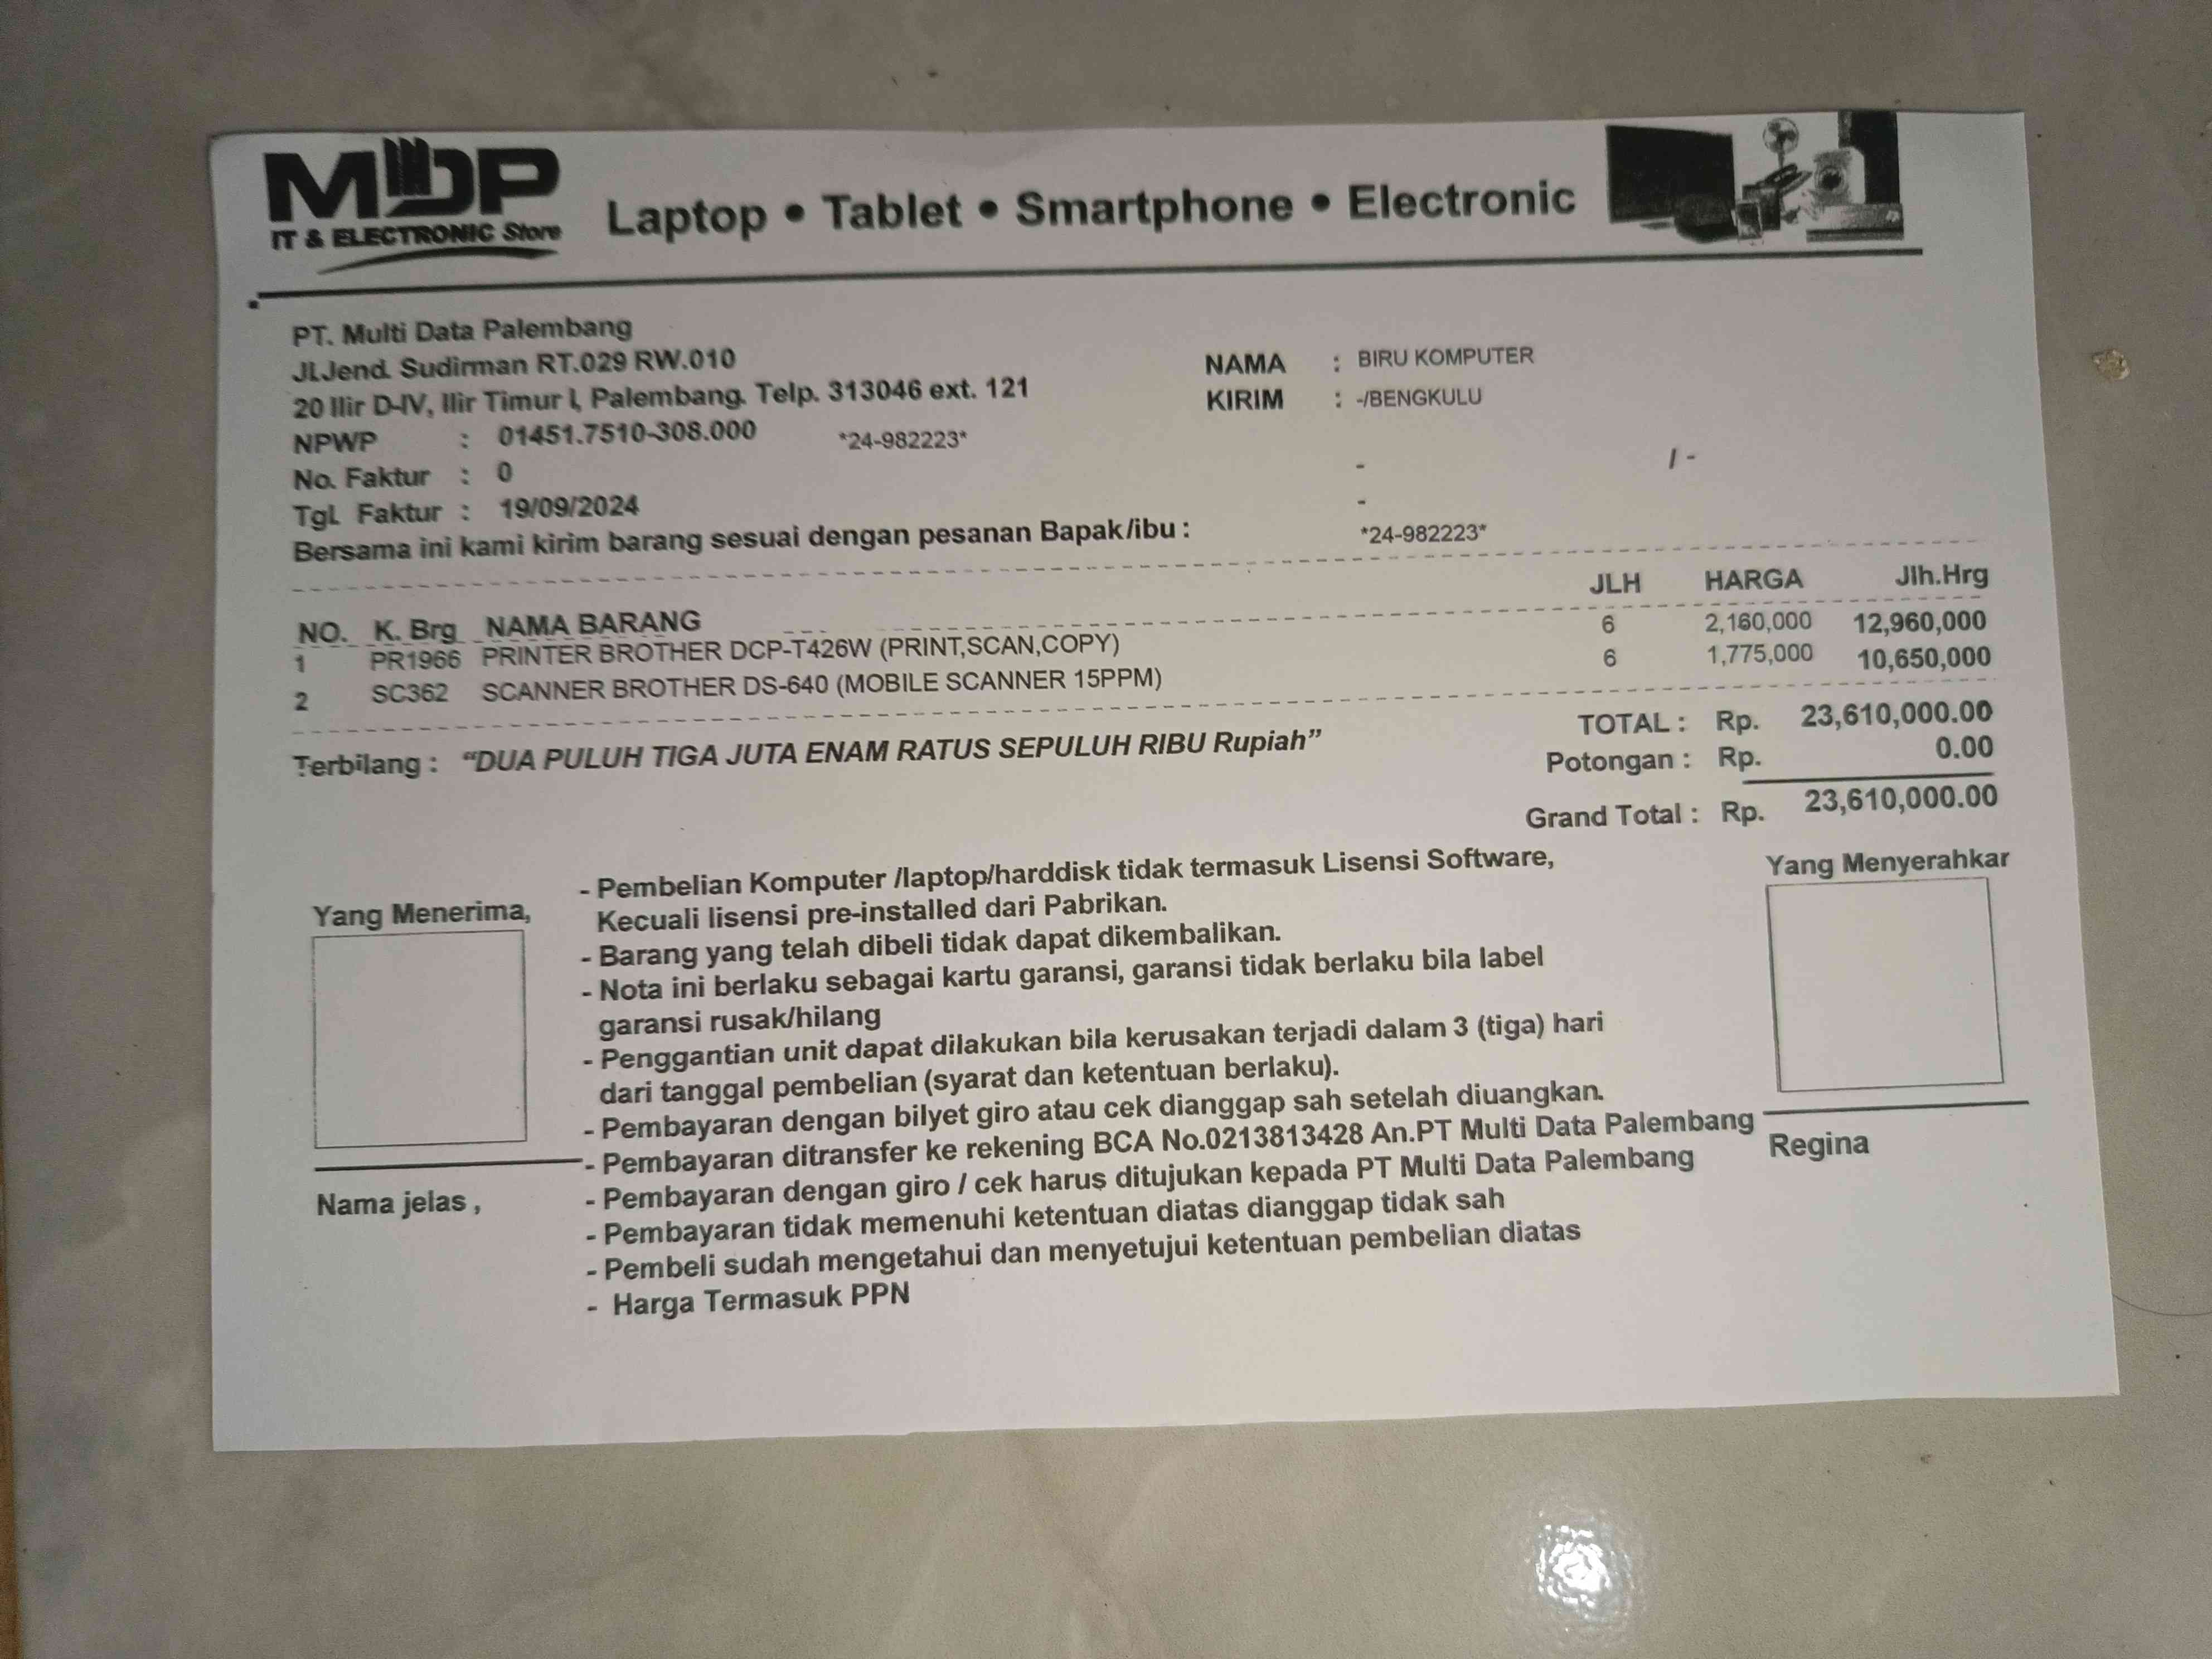 MDP
IT & ELECTRONIC Store
Laptop • Tablet • Smartphone • Electronic
PT. Multi Data Palembang
Jl.Jend. Sudirman RT.029 RW.010
20 Ilir D-IV, Ilir Timur I, Palembang. Telp. 313046 ext. 121
NPWP : 01451.7510-308.000 *24-982223*
No. Faktur : 0
Tgl. Faktur : 19/09/2024
Bersama ini kami kirim barang sesuai dengan pesanan Bapak/ibu :
NAMA : BIRU KOMPUTER
KIRIM : -/BENGKULU
- / -
-
*24-982223*
NO. K. Brg NAMA BARANG JLH HARGA Jlh.Hrg
1 PR1966 PRINTER BROTHER DCP-T426W (PRINT,SCAN,COPY) 6 2,160,000 12,960,000
2 SC362 SCANNER BROTHER DS-640 (MOBILE SCANNER 15PPM) 6 1,775,000 10,650,000
Terbilang : “DUA PULUH TIGA JUTA ENAM RATUS SEPULUH RIBU Rupiah”
TOTAL : Rp. 23,610,000.00
Potongan : Rp. 0.00
Grand Total : Rp. 23,610,000.00
Yang Menerima,
Nama jelas ,
- Pembelian Komputer /laptop/harddisk tidak termasuk Lisensi Software,
Kecuali lisensi pre-installed dari Pabrikan.
- Barang yang telah dibeli tidak dapat dikembalikan.
- Nota ini berlaku sebagai kartu garansi, garansi tidak berlaku bila label
garansi rusak/hilang
- Penggantian unit dapat dilakukan bila kerusakan terjadi dalam 3 (tiga) hari
dari tanggal pembelian (syarat dan ketentuan berlaku).
- Pembayaran dengan bilyet giro atau cek dianggap sah setelah diuangkan.
- Pembayaran ditransfer ke rekening BCA No.0213813428 An.PT Multi Data Palembang
- Pembayaran dengan giro / cek harus ditujukan kepada PT Multi Data Palembang
- Pembayaran tidak memenuhi ketentuan diatas dianggap tidak sah
- Pembeli sudah mengetahui dan menyetujui ketentuan pembelian diatas
- Harga Termasuk PPN
Yang Menyerahkar
Regina